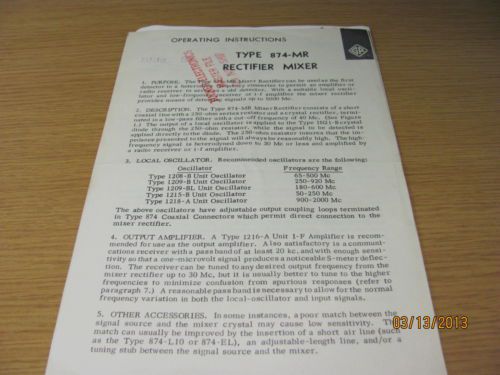 OPERATING INSTRUCTIONS
TYPE 874-MR
RECTIFIER MIXER
1. PURPOSE. The Type 874-MR Mixer Rectifier can be used as the first
detector in a heterodyne frequency converter to permit an amplifier or
radio receiver to
detector. With a suitable local oscil-
lator and low-frequency receiver or i-f amplifier the mixer rectifier
provides means of detecting signals up to 5000 Mc.
2. DESCRIPTION. The Type 874-MR Mixer Rectifier consists of a short
coaxial line with a 250-ohm series resistor and a crystal rectifier, termi-
nated in a low-pass filter with a cut-off frequency of 40 Mc. (See Figure
1.) The output of a local oscillator is applied to the Type 1N21-B crystal
diode through the 250-ohm resistor, while the signal to be detected is
applied directly to the diode. The 250-ohm resistor insures that the im-
pedance presented to the signal will always be reasonably high. The high-
frequency signal is heterodyned down to 30 Mc or less and amplified by
a radio receiver or i-f amplifier.
3. LOCAL OSCILLATOR. Recommended oscillators are the following:
Oscillator Frequency Range
Type 1208-B Unit Oscillator 65-500 Mc
Type 1209-B Unit Oscillator 250-920 Mc
Type 1209-BL Unit Oscillator 180-600 Mc
Type 1215-B Unit Oscillator 50-250 Mc
Type 1218-A Unit Oscillator 900-2000 Mc
The above oscillators have adjustable output coupling loops terminated
in Type 874 Coaxial Connectors which permit direct connection to the
mixer rectifier.
4. OUTPUT AMPLIFIER. A Type 1216-A Unit I-F Amplifier is recom-
mended for use as the output amplifier. Also satisfactory is a communi-
cations receiver with a pass band of at least 20 kc, and with enough sensi-
tivity so that a one-microvolt signal produces a noticeable S-meter deflec-
tion. The receiver can be tuned to any desired output frequency from the
mixer rectifier up to 30 Mc, but it is usually better to tune to the higher
frequencies to minimize confusion from spurious responses (refer to
paragraph 7.) A reasonable pass band is necessary to allow for the normal
frequency variation in both the local-oscillator and input signals.
5. OTHER ACCESSORIES. In some instances, a poor match between the
signal source and the mixer crystal may cause low sensitivity. The
match can usually be improved by the insertion of a short air line (such
as the Type 874-L10 or 874-EL), an adjustable-length line, and/or a
tuning stub between the signal source and the mixer.
03/13/2013